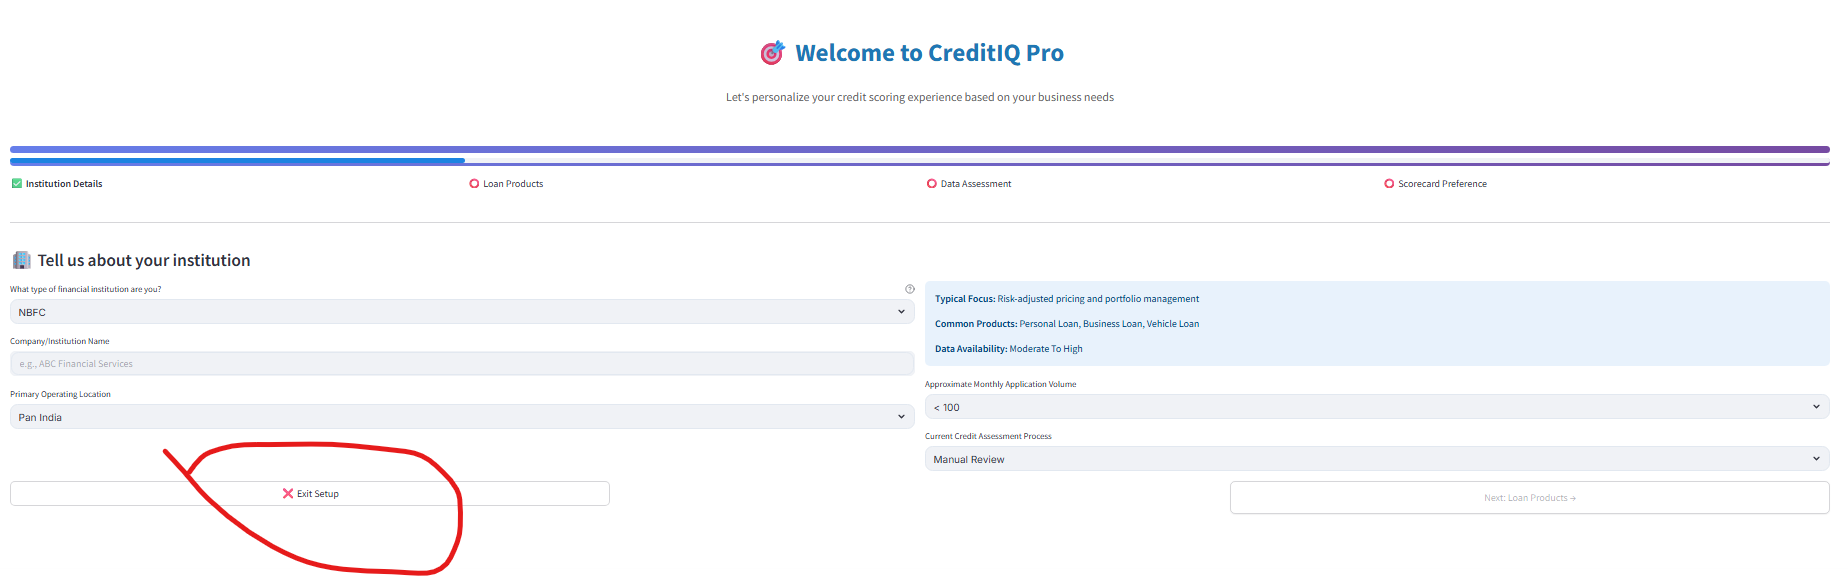 Welcome to CreditIQ Pro
Let's personalize your credit scoring experience based on your business needs
Institution Details
Loan Products
Data Assessment
Scorecard Preference
Tell us about your institution
What type of financial institution are you?
NBFC
Company/Institution Name
e.g., ABC Financial Services
Primary Operating Location
Pan India
Typical Focus: Risk-adjusted pricing and portfolio management
Common Products: Personal Loan, Business Loan, Vehicle Loan
Data Availability: Moderate To High
Approximate Monthly Application Volume
< 100
Current Credit Assessment Process
Manual Review
Exit Setup
Next: Loan Products →